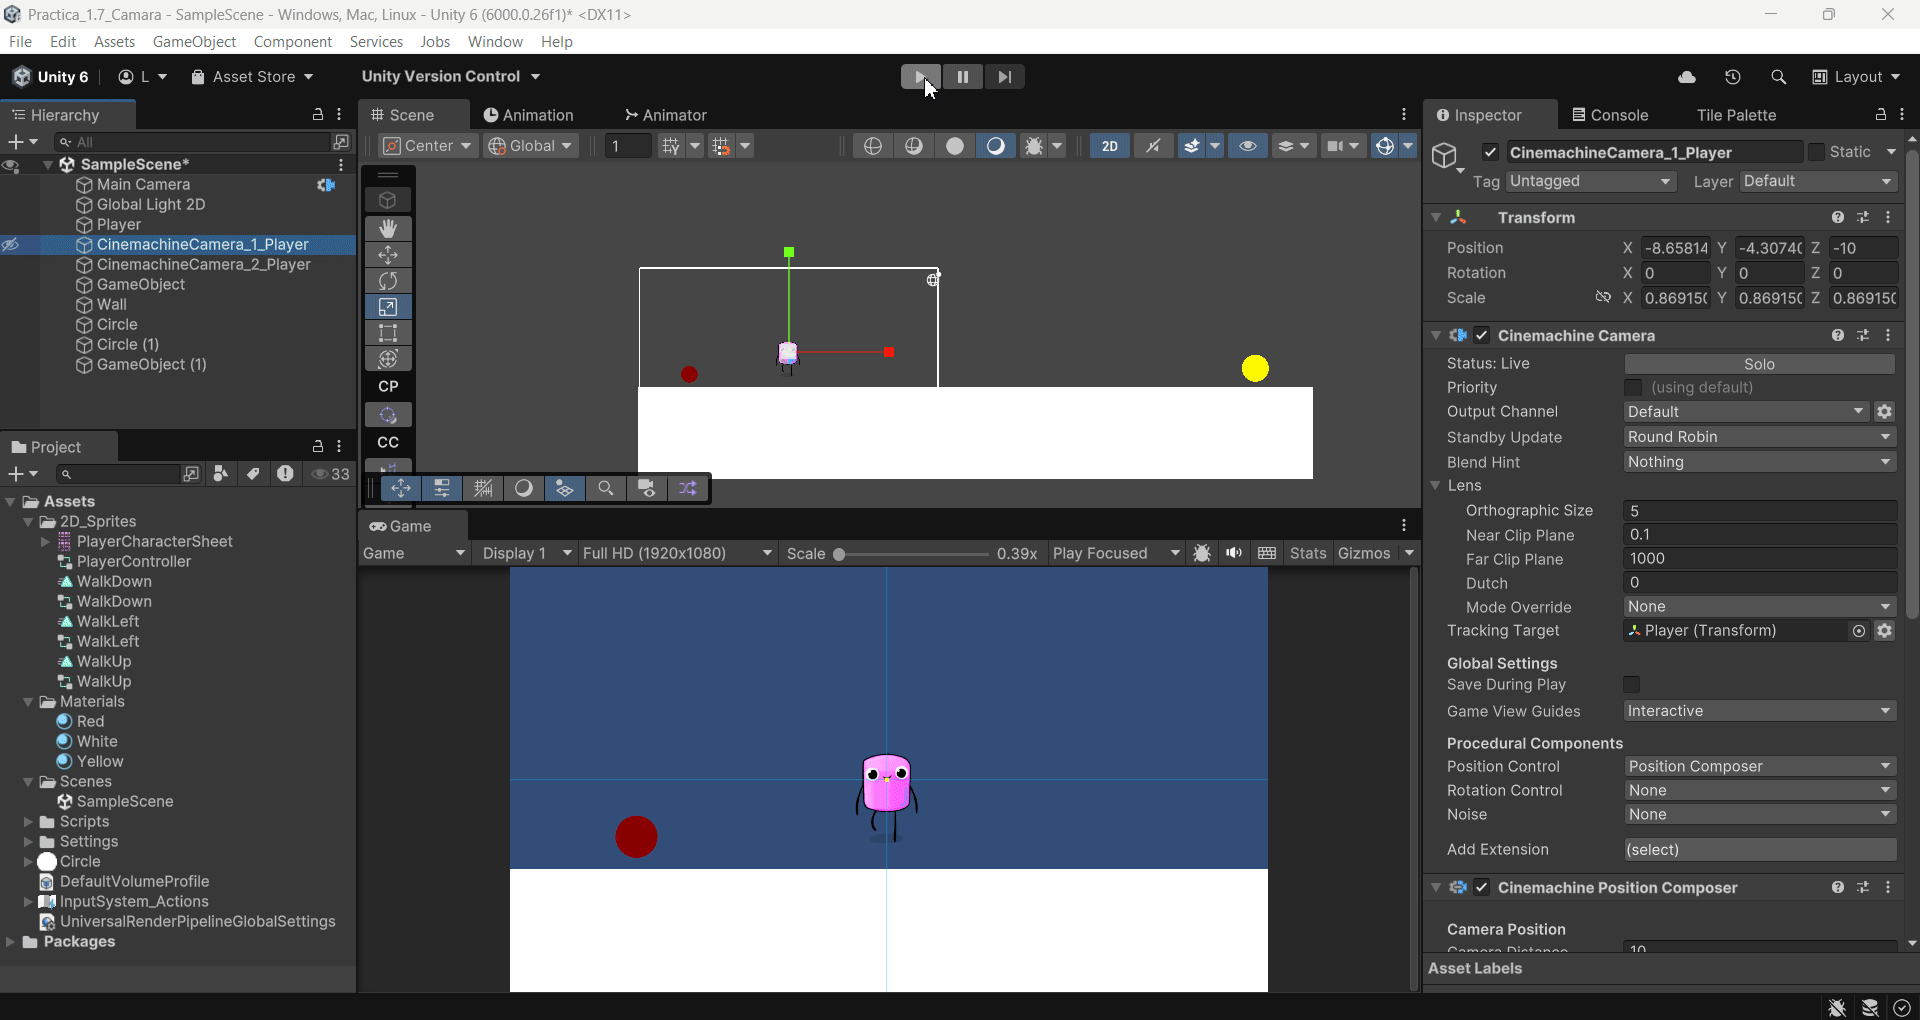 Practica_1.7_Camara - SampleScene - Windows, Mac, Linux - Unity 6 (6000.0.26f1)* <DX11>
File Edit Assets GameObject Component Services Jobs Window Help
Unity 6 L Asset Store Unity Version Control Layout
Hierarchy
All
SampleScene*
Main Camera
Global Light 2D
Player
CinemachineCamera_1_Player
CinemachineCamera_2_Player
GameObject
Wall
Circle
Circle (1)
GameObject (1)
Project
33
Assets
2D_Sprites
PlayerCharacterSheet
PlayerController
WalkDown
WalkDown
WalkLeft
WalkLeft
WalkUp
WalkUp
Materials
Red
White
Yellow
Scenes
SampleScene
Scripts
Settings
Circle
DefaultVolumeProfile
InputSystem_Actions
UniversalRenderPipelineGlobalSettings
Packages
Scene Animation Animator
Center Global 1 2D
CP
CC
Game
Game Display 1 Full HD (1920x1080) Scale 0.39x Play Focused Stats Gizmos
Inspector Console Tile Palette
CinemachineCamera_1_Player Static
Tag Untagged Layer Default
Transform
Position X -8.65814 Y -4.30740 Z -10
Rotation X 0 Y 0 Z 0
Scale X 0.869150 Y 0.869150 Z 0.869150
Cinemachine Camera
Status: Live Solo
Priority (using default)
Output Channel Default
Standby Update Round Robin
Blend Hint Nothing
Lens
Orthographic Size 5
Near Clip Plane 0.1
Far Clip Plane 1000
Dutch 0
Mode Override None
Tracking Target Player (Transform)
Global Settings
Save During Play
Game View Guides Interactive
Procedural Components
Position Control Position Composer
Rotation Control None
Noise None
Add Extension (select)
Cinemachine Position Composer
Camera Position
Camera Distance 10
Asset Labels